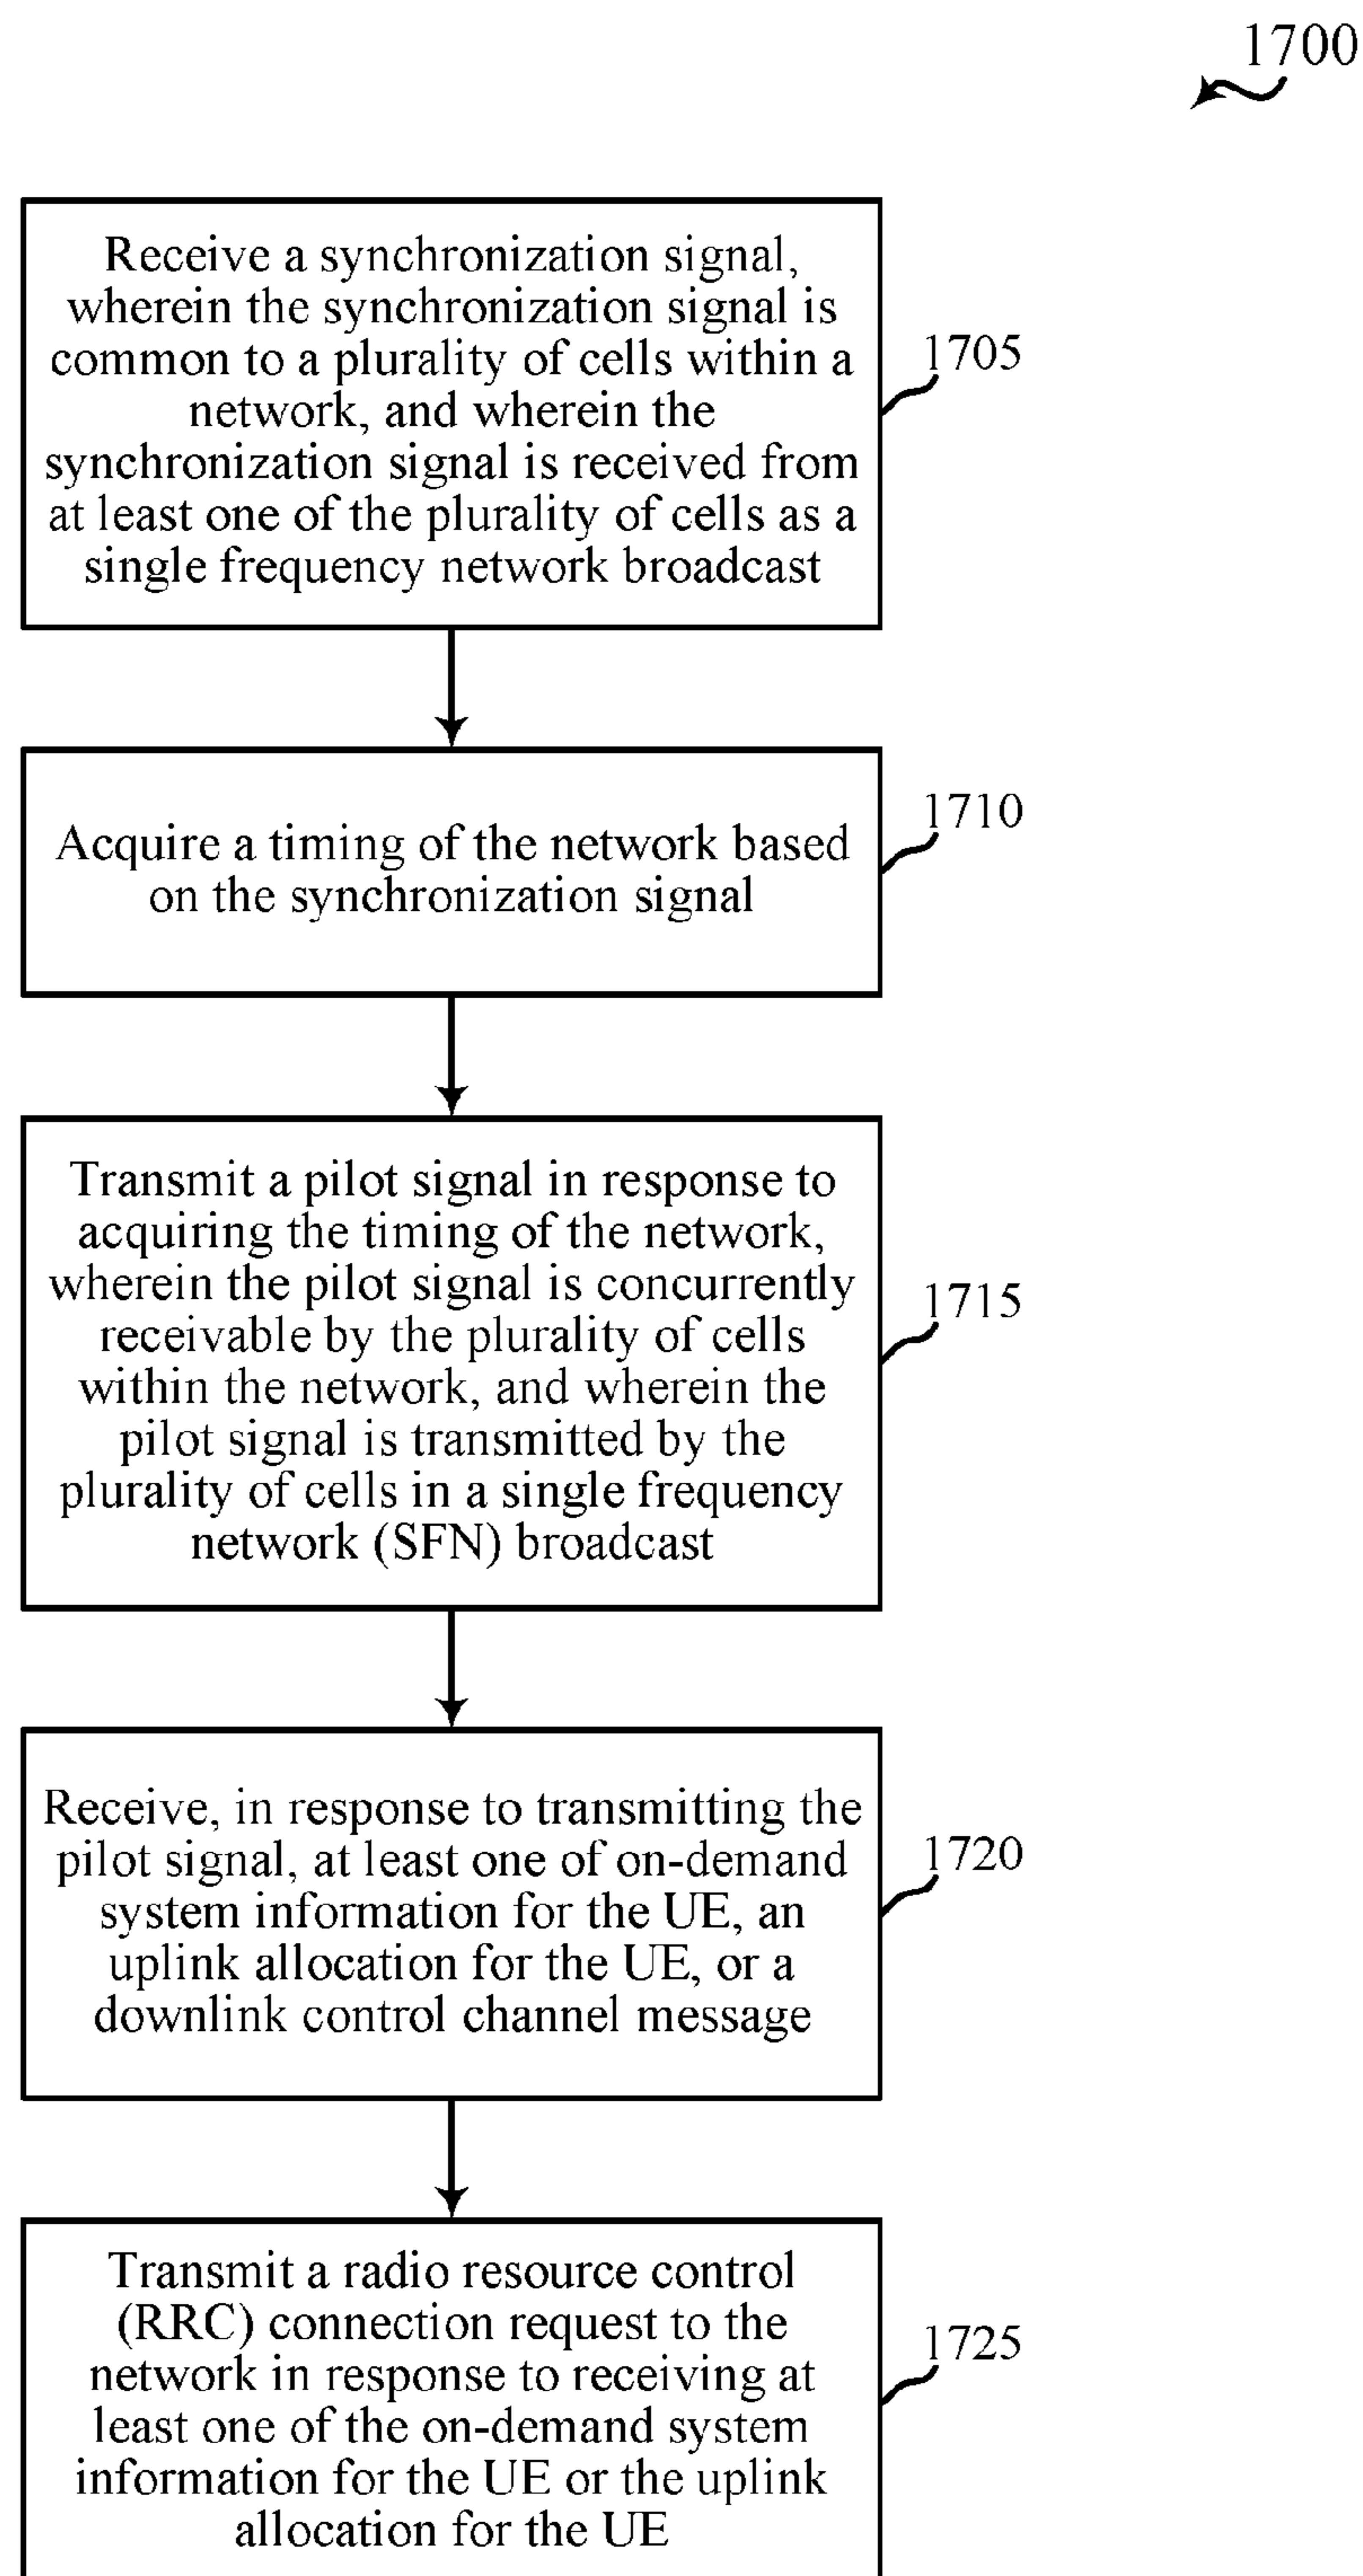 1700
Receive a synchronization signal,
wherein the synchronization signal is
common to a plurality of cells within a
network, and wherein the
synchronization signal is received from
at least one of the plurality of cells as a
single frequency network broadcast
1705
Acquire a timing of the network based
on the synchronization signal
1710
Transmit a pilot signal in response to
acquiring the timing of the network,
wherein the pilot signal is concurrently
receivable by the plurality of cells
within the network, and wherein the
pilot signal is transmitted by the
plurality of cells in a single frequency
network (SFN) broadcast
1715
Receive, in response to transmitting the
pilot signal, at least one of on-demand
system information for the UE, an
uplink allocation for the UE, or a
downlink control channel message
1720
Transmit a radio resource control
(RRC) connection request to the
network in response to receiving at
least one of the on-demand system
information for the UE or the uplink
allocation for the UE
1725